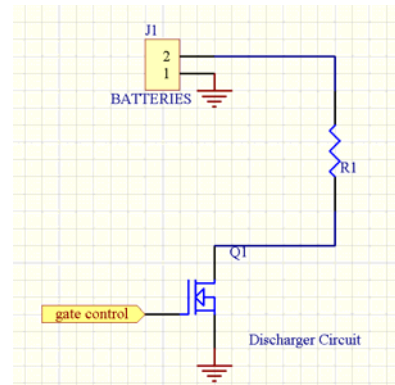 J1
2
1
BATTERIES
R1
Q1
gate control
Discharger Circuit